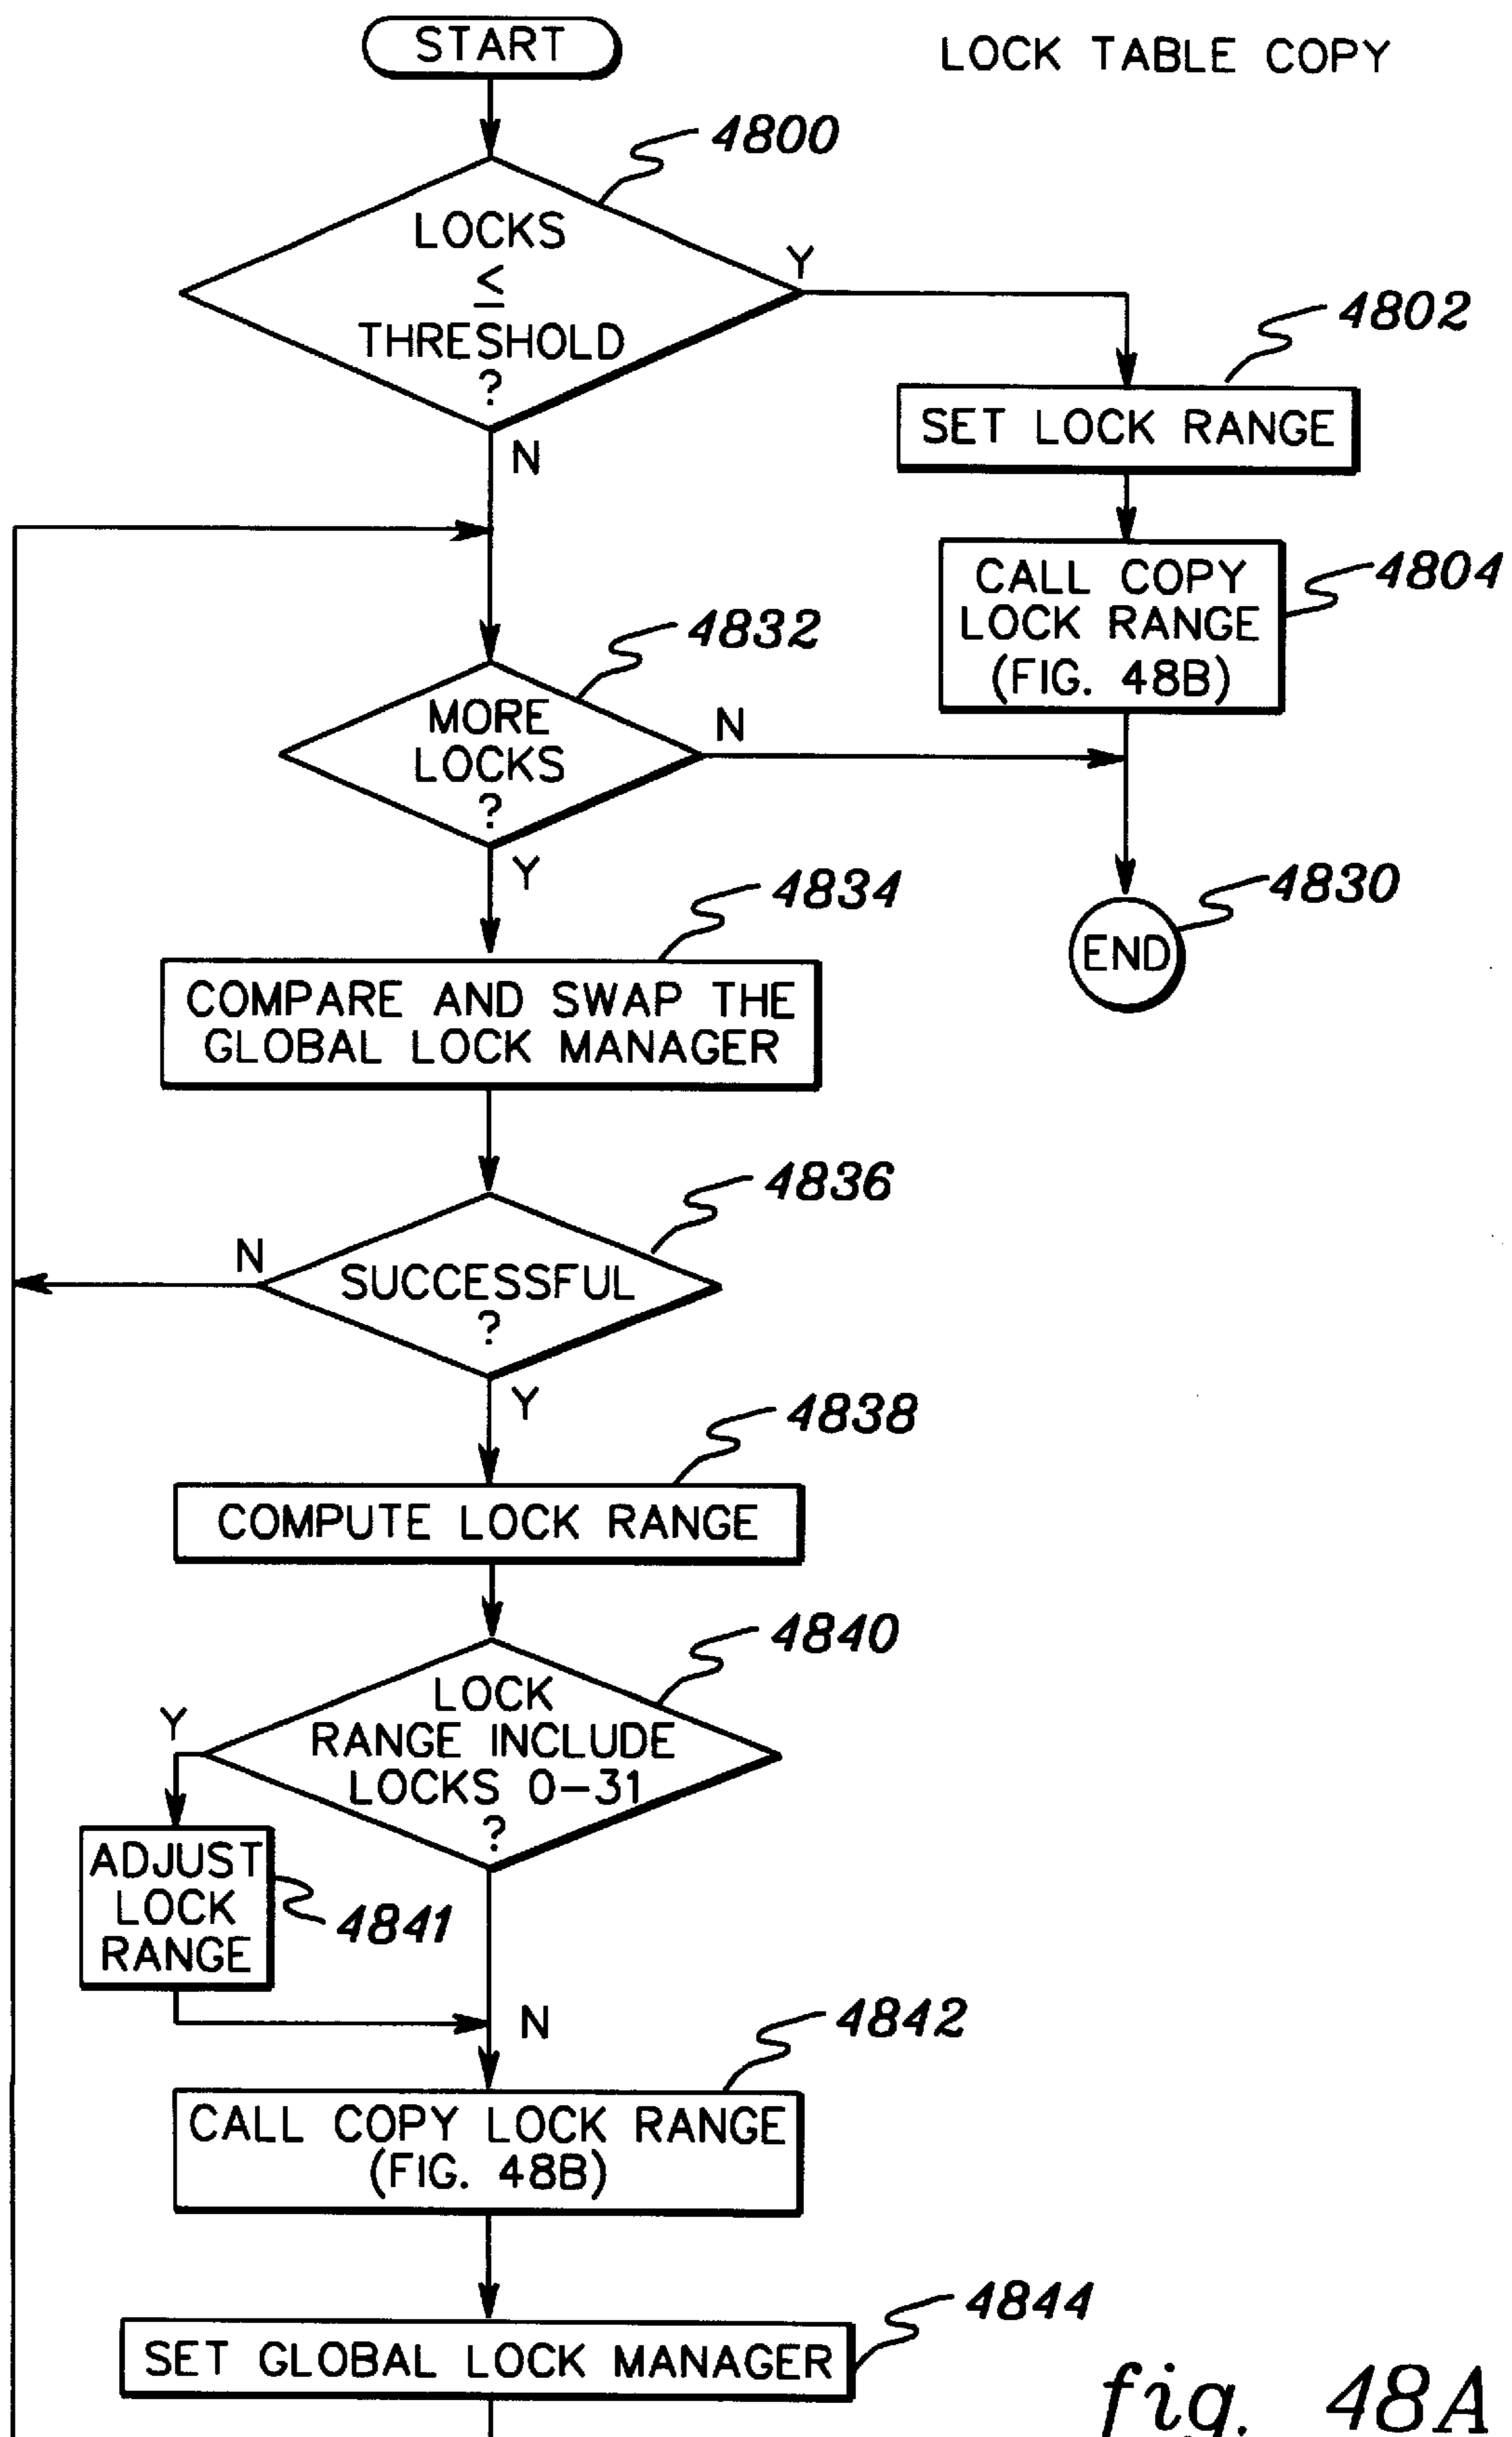 START
LOCK TABLE COPY
4800
LOCKS
≤
THRESHOLD
?
Y
N
4802
SET LOCK RANGE
CALL COPY
LOCK RANGE
(FIG. 48B)
4804
4832
MORE
LOCKS
?
N
Y
4834
COMPARE AND SWAP THE
GLOBAL LOCK MANAGER
4830
END
4836
SUCCESSFUL
?
N
Y
4838
COMPUTE LOCK RANGE
4840
LOCK
RANGE INCLUDE
LOCKS 0-31
?
Y
ADJUST
LOCK
RANGE
4841
N
4842
CALL COPY LOCK RANGE
(FIG. 48B)
4844
SET GLOBAL LOCK MANAGER
fig. 48A